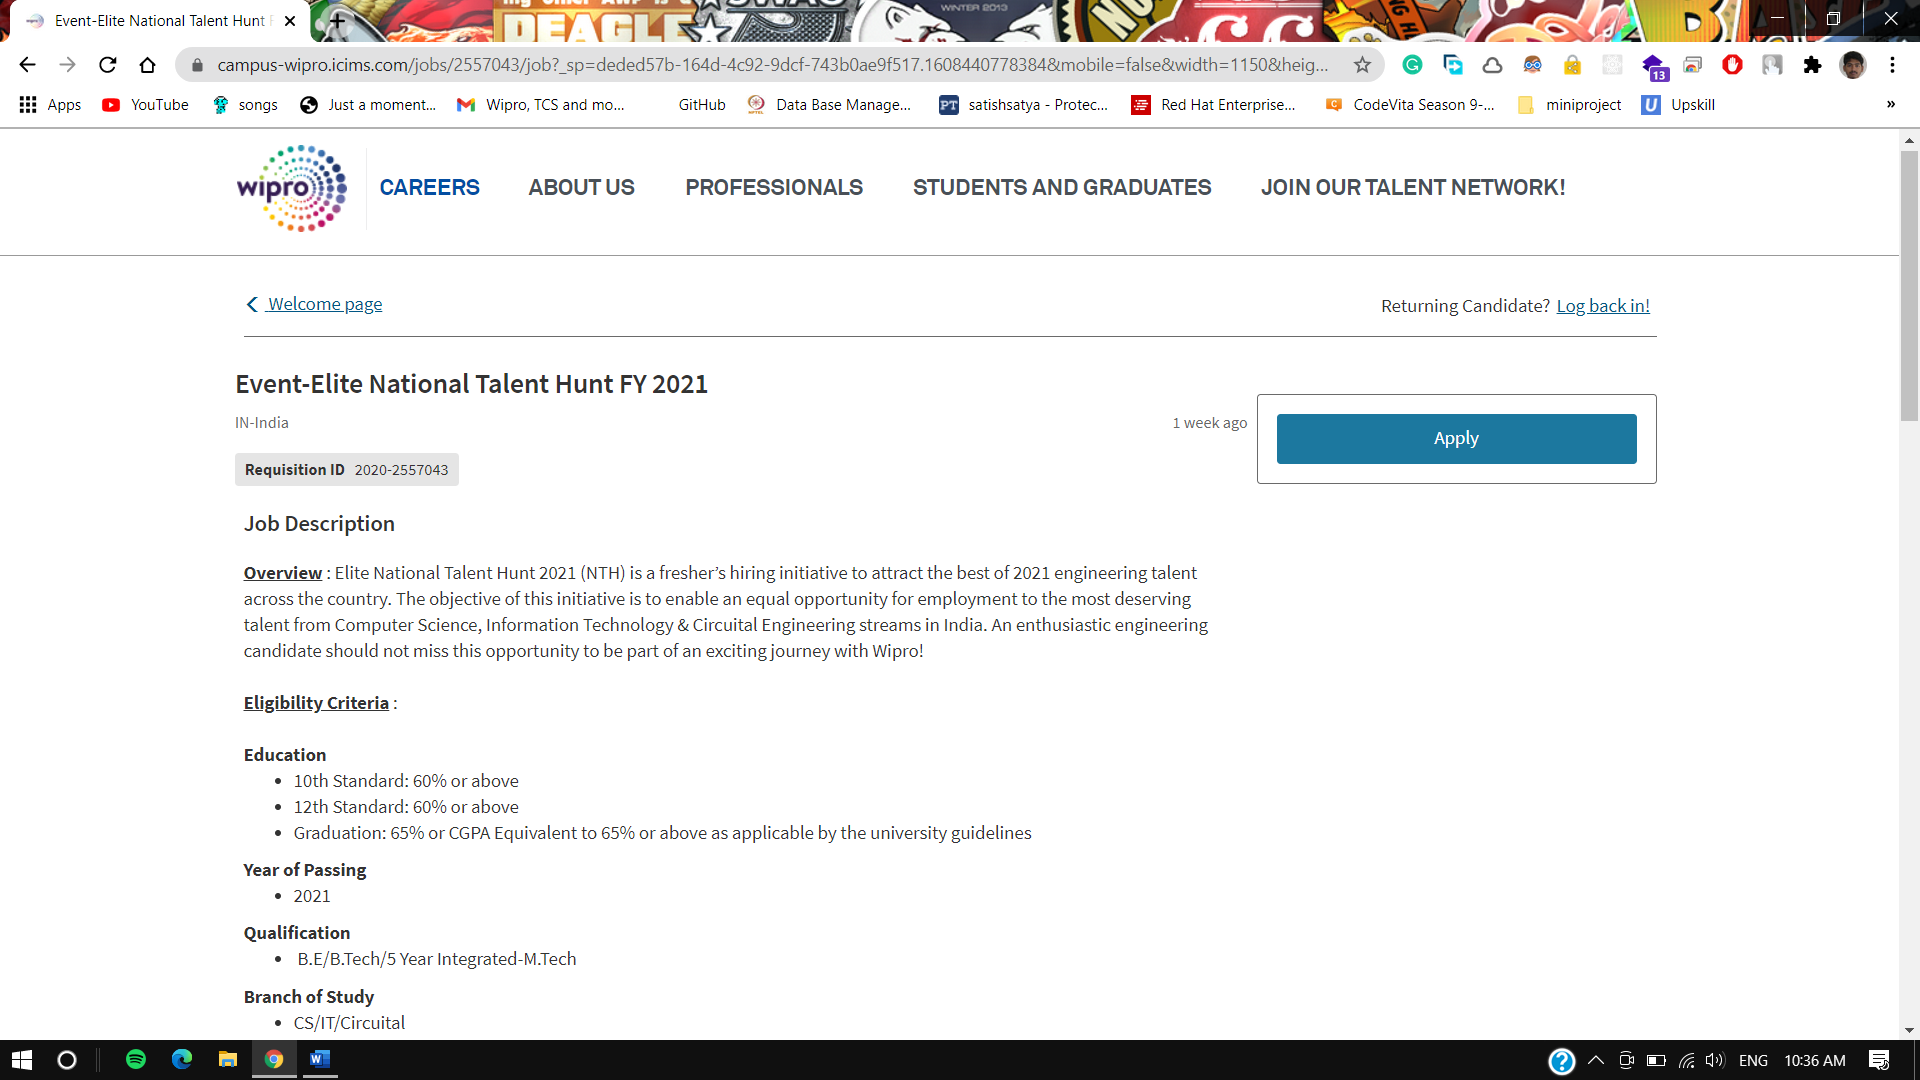 Event-Elite National Talent Hunt F
my other AWP is a
DEAGLE
SWAG
WINTER 2013
campus-wipro.icims.com/jobs/2557043/job?_sp=deded57b-164d-4c92-9dcf-743b0ae9f517.1608440778384&mobile=false&width=1150&heig...
13
Apps YouTube songs Just a moment... Wipro, TCS and mo... GitHub Data Base Manage... PT satishsatya - Protec... Red Hat Enterprise... CodeVita Season 9-... miniproject U Upskill »
wipro CAREERS ABOUT US PROFESSIONALS STUDENTS AND GRADUATES JOIN OUR TALENT NETWORK!
Welcome page Returning Candidate? Log back in!
Event-Elite National Talent Hunt FY 2021
IN-India 1 week ago
Apply
Requisition ID 2020-2557043
Job Description
Overview : Elite National Talent Hunt 2021 (NTH) is a fresher’s hiring initiative to attract the best of 2021 engineering talent
across the country. The objective of this initiative is to enable an equal opportunity for employment to the most deserving
talent from Computer Science, Information Technology & Circuital Engineering streams in India. An enthusiastic engineering
candidate should not miss this opportunity to be part of an exciting journey with Wipro!
Eligibility Criteria :
Education
• 10th Standard: 60% or above
• 12th Standard: 60% or above
• Graduation: 65% or CGPA Equivalent to 65% or above as applicable by the university guidelines
Year of Passing
• 2021
Qualification
• B.E/B.Tech/5 Year Integrated-M.Tech
Branch of Study
• CS/IT/Circuital
ENG 10:36 AM